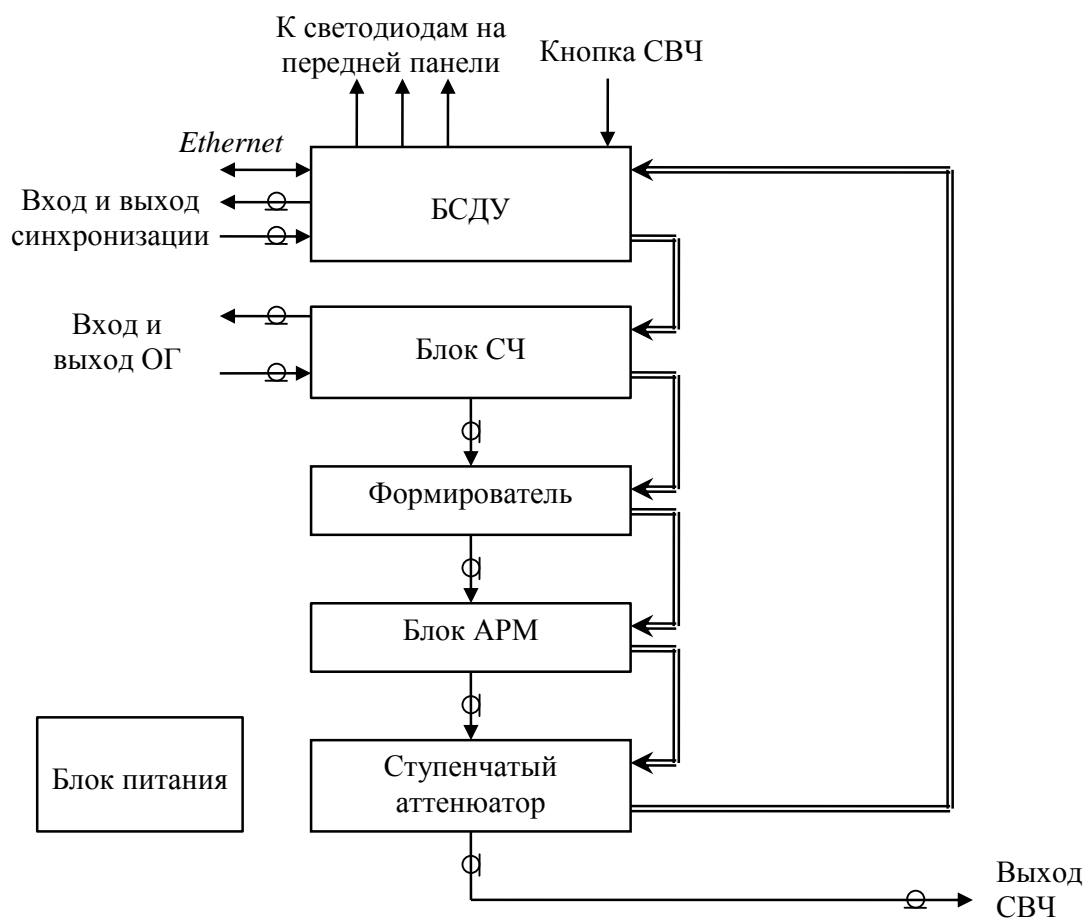 К светодиодам на
передней панели
Кнопка СВЧ
Ethernet
Вход и выход
синхронизации
БСДУ
Вход и
выход ОГ
Блок СЧ
Формирователь
Блок АРМ
Блок питания
Ступенчатый
аттенюатор
Выход
СВЧ